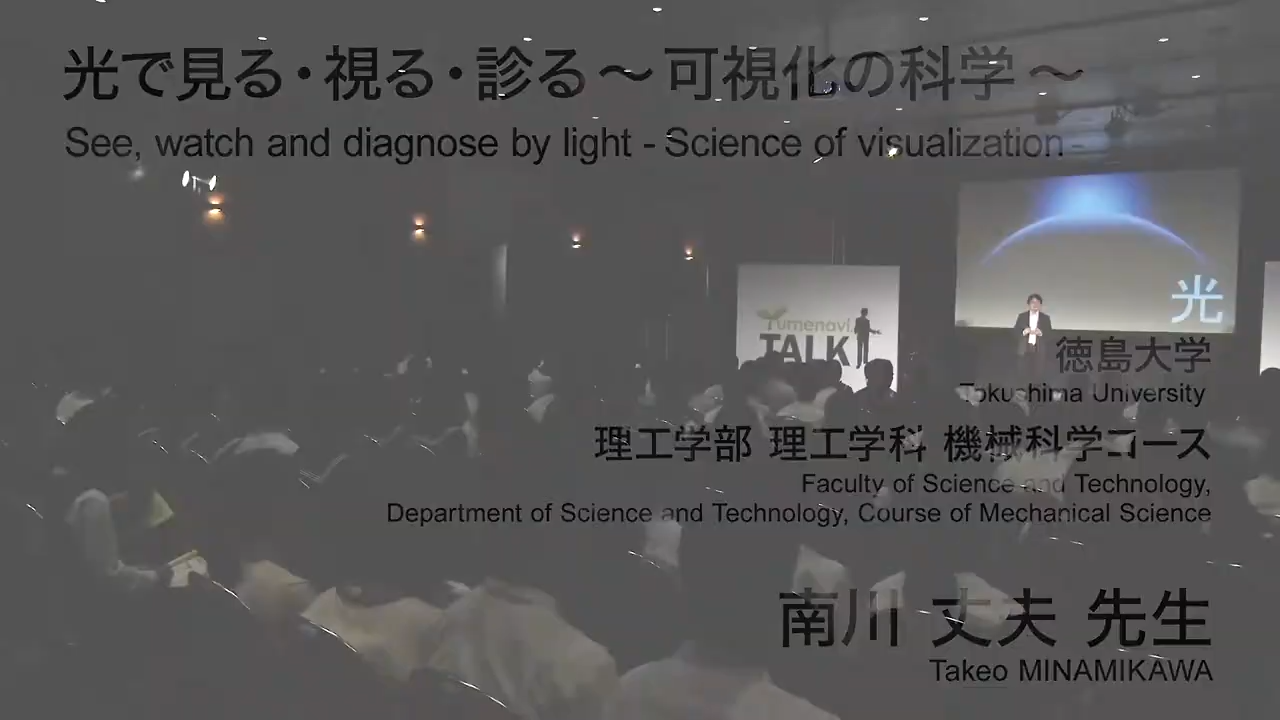 光で見る・視る・診る～可視化の科学～
See, watch and diagnose by light - Science of visualization-
光
Yumenavi
TALK
徳島大学
Tokushima University
理工学部 理工学科 機械科学コース
Faculty of Science and Technology,
Department of Science and Technology, Course of Mechanical Science
南川 丈夫 先生
Takeo MINAMIKAWA